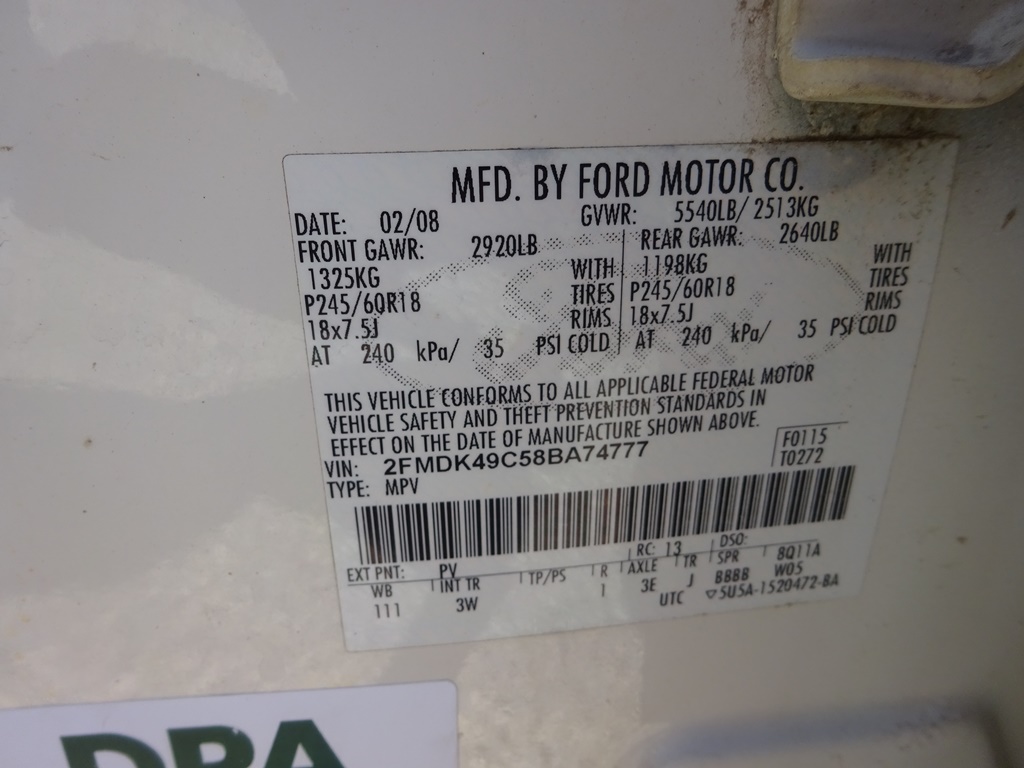 MFD. BY FORD MOTOR CO.
DATE: 02/08 GVWR: 5540LB/ 2513KG
FRONT GAWR: 2920LB REAR GAWR: 2640LB
1325KG WITH 1198KG WITH
P245/60R18 TIRES P245/60R18 TIRES
18x7.5J RIMS 18x7.5J RIMS
AT 240 kPa/ 35 PSI COLD AT 240 kPa/ 35 PSI COLD
THIS VEHICLE CONFORMS TO ALL APPLICABLE FEDERAL MOTOR
VEHICLE SAFETY AND THEFT PREVENTION STANDARDS IN
EFFECT ON THE DATE OF MANUFACTURE SHOWN ABOVE.
VIN: 2FMDK49C58BA74777 F0115
TYPE: MPV T0272
EXT PNT: PV RC: 13 DSO:
WB INT TR TP/PS R AXLE TR SPR 8Q11A
111 3W 1 3E J BBBB W05
UTC ▽5U5A-1520472-BA
DRA